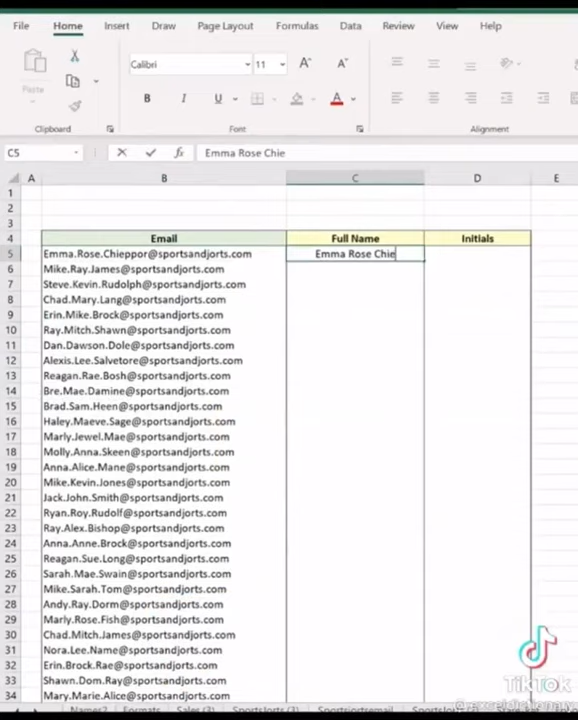 File Home Insert Draw Page Layout Formulas Data Review View Help
Calibri 11 A A
Paste B I U A
Clipboard Font Alignment
C5 fx Emma Rose Chie
A B C D E
1
2
3
4 Email Full Name Initials
5 Emma.Rose.Chieppor@sportsandjorts.com Emma Rose Chie
6 Mike.Ray.James@sportsandjorts.com
7 Steve.Kevin.Rudolph@sportsandjorts.com
8 Chad.Mary.Lang@sportsandjorts.com
9 Erin.Mike.Brock@sportsandjorts.com
10 Ray.Mitch.Shawn@sportsandjorts.com
11 Dan.Dawson.Dole@sportsandjorts.com
12 Alexis.Lee.Salvetore@sportsandjorts.com
13 Reagan.Rae.Bosh@sportsandjorts.com
14 Bre.Mae.Damine@sportsandjorts.com
15 Brad.Sam.Heen@sportsandjorts.com
16 Haley.Maeve.Sage@sportsandjorts.com
17 Marly.Jewel.Mae@sportsandjorts.com
18 Molly.Anna.Skeen@sportsandjorts.com
19 Anna.Alice.Mane@sportsandjorts.com
20 Mike.Kevin.Jones@sportsandjorts.com
21 Jack.John.Smith@sportsandjorts.com
22 Ryan.Roy.Rudolf@sportsandjorts.com
23 Ray.Alex.Bishop@sportsandjorts.com
24 Anna.Anne.Brock@sportsandjorts.com
25 Reagan.Sue.Long@sportsandjorts.com
26 Sarah.Mae.Swain@sportsandjorts.com
27 Mike.Sarah.Tom@sportsandjorts.com
28 Andy.Ray.Dorm@sportsandjorts.com
29 Marly.Rose.Fish@sportsandjorts.com
30 Chad.Mitch.James@sportsandjorts.com
31 Nora.Lee.Name@sportsandjorts.com
32 Erin.Brock.Rae@sportsandjorts.com
33 Shawn.Dom.Ray@sportsandjorts.com
34 Mary.Marie.Alice@sportsandjorts.com
TikTok